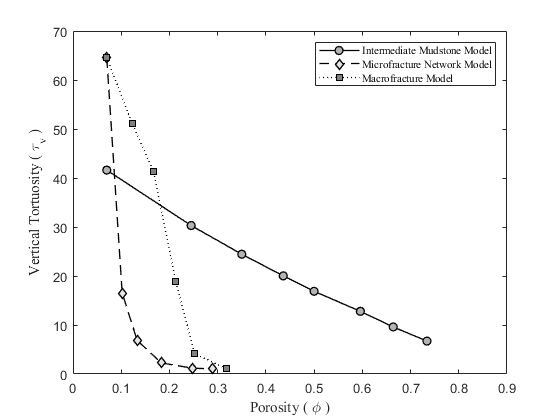 70
60
50
40
30
20
10
0
Vertical Tortuosity ( τv )
Intermediate Mudstone Model
Microfracture Network Model
Macrofracture Model
0 0.1 0.2 0.3 0.4 0.5 0.6 0.7 0.8 0.9
Porosity ( ϕ )